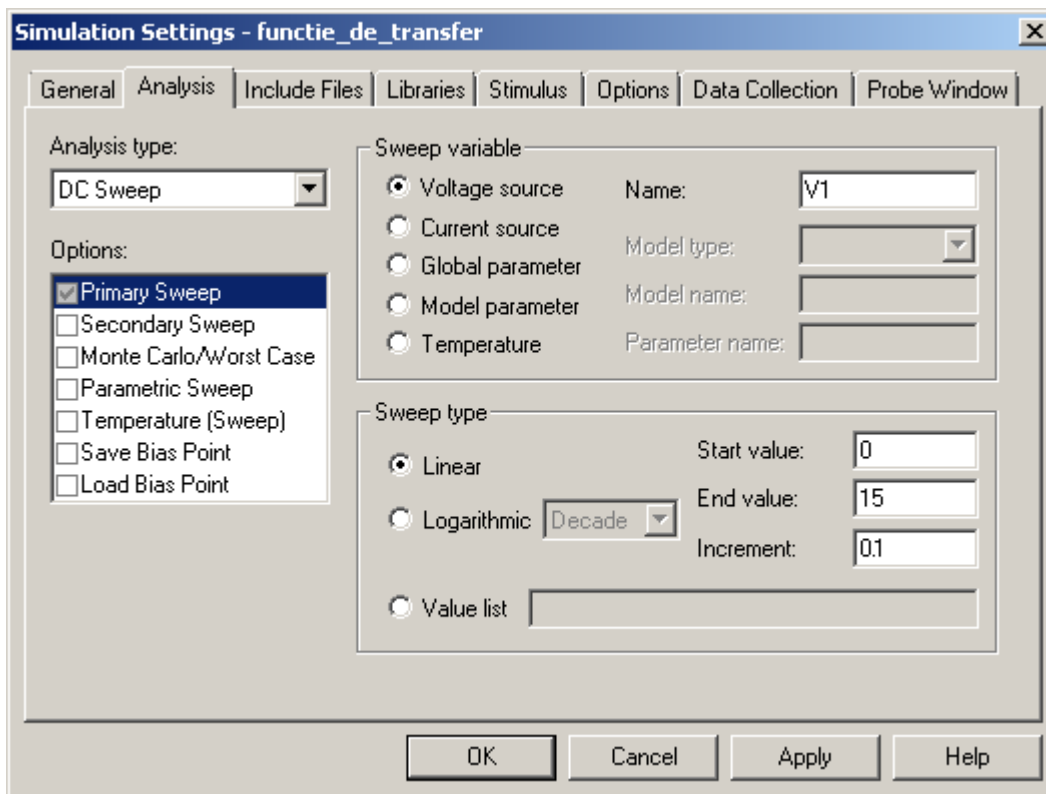 Simulation Settings - functie_de_transfer
General Analysis Include Files Libraries Stimulus Options Data Collection Probe Window
Analysis type:
DC Sweep
Options:
Primary Sweep
Secondary Sweep
Monte Carlo/Worst Case
Parametric Sweep
Temperature (Sweep)
Save Bias Point
Load Bias Point
Sweep variable
Voltage source
Current source
Global parameter
Model parameter
Temperature
Name: V1
Model type:
Model name:
Parameter name:
Sweep type
Linear
Logarithmic Decade
Value list
Start value: 0
End value: 15
Increment: 0.1
OK Cancel Apply Help